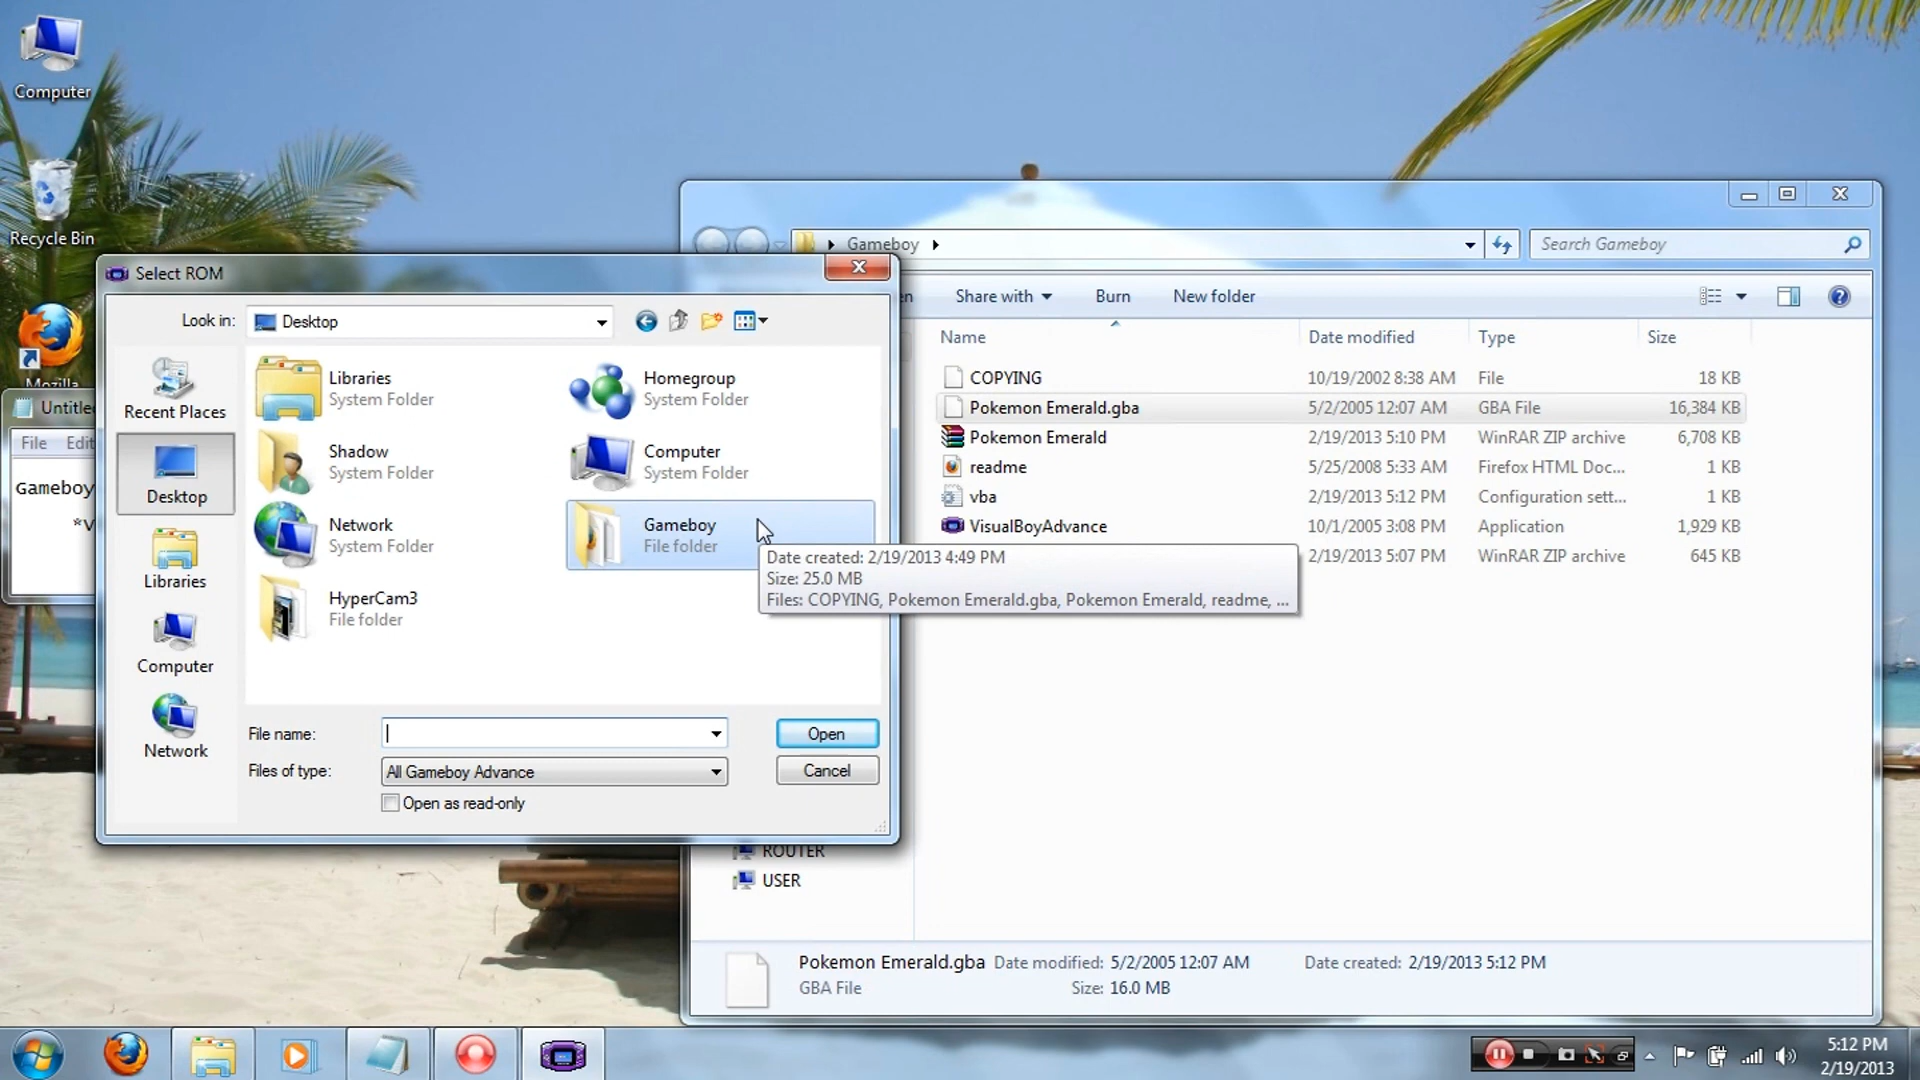 Computer
Recycle Bin
Mozilla
Untitle
File Edit
Gameboy
*V
Select ROM
Look in: Desktop
Recent Places
Desktop
Libraries
Computer
Network
Libraries
System Folder
Homegroup
System Folder
Shadow
System Folder
Computer
System Folder
Network
System Folder
Gameboy
File folder
HyperCam3
File folder
Date created: 2/19/2013 4:49 PM
Size: 25.0 MB
Files: COPYING, Pokemon Emerald.gba, Pokemon Emerald, readme, ...
File name:
Open
Files of type: All Gameboy Advance
Cancel
Open as read-only
Gameboy
Search Gameboy
en Share with Burn New folder
Name Date modified Type Size
COPYING 10/19/2002 8:38 AM File 18 KB
Pokemon Emerald.gba 5/2/2005 12:07 AM GBA File 16,384 KB
Pokemon Emerald 2/19/2013 5:10 PM WinRAR ZIP archive 6,708 KB
readme 5/25/2008 5:33 AM Firefox HTML Doc... 1 KB
vba 2/19/2013 5:12 PM Configuration sett... 1 KB
VisualBoyAdvance 10/1/2005 3:08 PM Application 1,929 KB
2/19/2013 5:07 PM WinRAR ZIP archive 645 KB
ROUTER
USER
Pokemon Emerald.gba Date modified: 5/2/2005 12:07 AM Date created: 2/19/2013 5:12 PM
GBA File Size: 16.0 MB
5:12 PM
2/19/2013